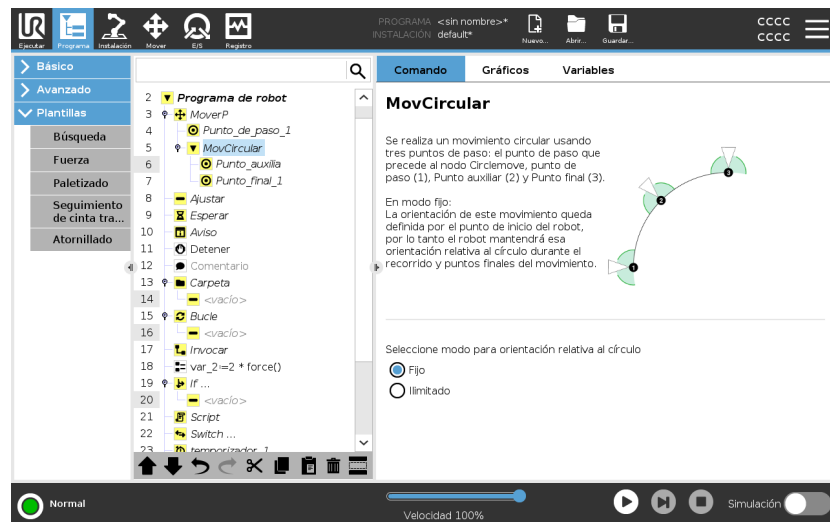 PROGRAMA <sin nombre>*
INSTALACIÓN default*
Ejecutar
Programa
Instalación
Mover
E/S
Registro
Nuevo...
Abrir...
Guardar...
cccc
cccc
Básico
Avanzado
Plantillas
Búsqueda
Fuerza
Paletizado
Seguimiento
de cinta tra...
Atornillado
2 Programa de robot
3 MoverP
4 Punto_de_paso_1
5 MovCircular
6 Punto_auxilia
7 Punto_final_1
8 Ajustar
9 Esperar
10 Aviso
11 Detener
12 Comentario
13 Carpeta
14 <vacío>
15 Bucle
16 <vacío>
17 Invocar
18 var_2≔2 * force()
19 If ...
20 <vacío>
21 Script
22 Switch ...
23 temporizador_1
Comando Gráficos Variables
MovCircular
Se realiza un movimiento circular usando
tres puntos de paso: el punto de paso que
precede al nodo Circlemove, punto de
paso (1), Punto auxiliar (2) y Punto final (3).
En modo fijo:
La orientación de este movimiento queda
definida por el punto de inicio del robot,
por lo tanto el robot mantendrá esa
orientación relativa al círculo durante el
recorrido y puntos finales del movimiento.
3
2
1
Seleccione modo para orientación relativa al círculo
Fijo
Ilimitado
Normal
Velocidad 100%
Simulación